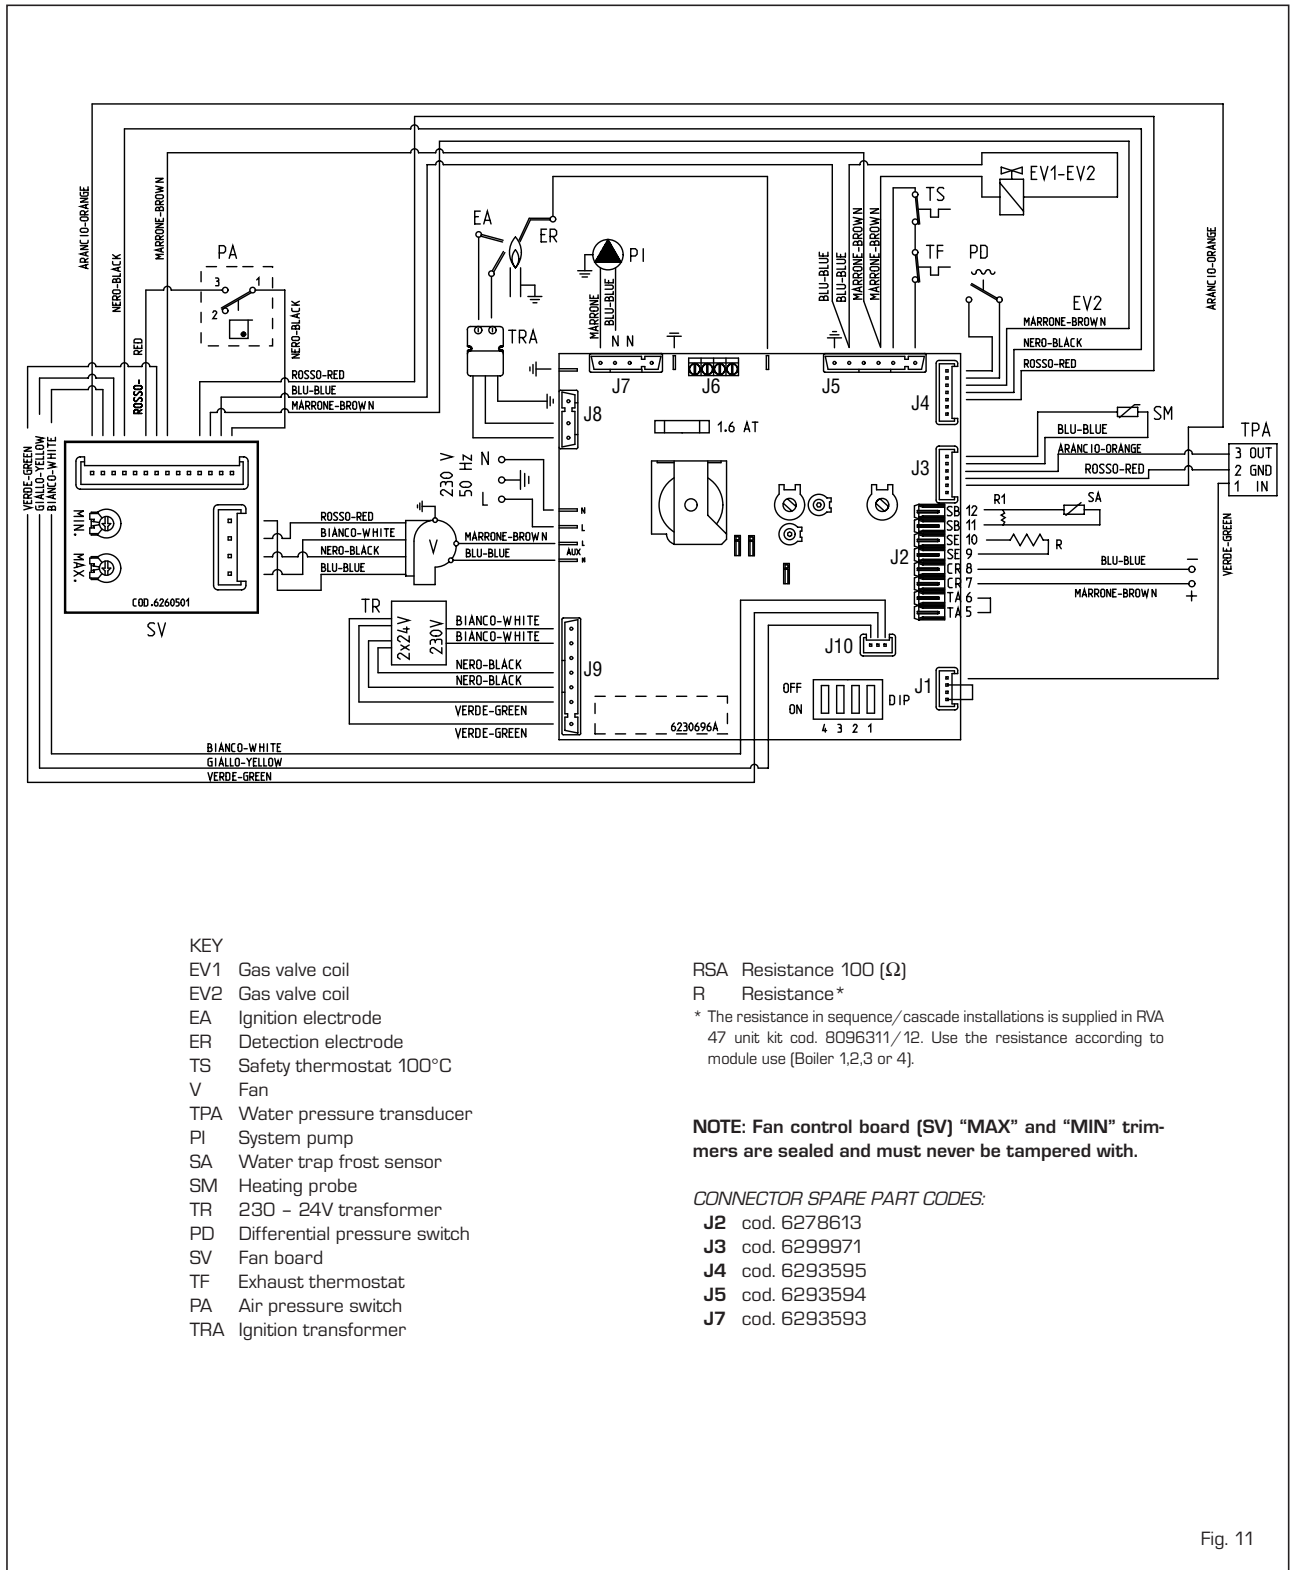 ARANCIO-ORANGE
NERO-BLACK
MARRONE-BROWN
PA
3 1
2
ROSSO-RED
NERO-BLACK
EA
ER
TRA
PI
MARRONE
BLU-BLUE
N N
BLU-BLUE
BLU-BLUE
MARRONE-BROWN
MARRONE-BROWN
TS
TF
PD
EV1-EV2
EV2
MARRONE-BROWN
NERO-BLACK
ROSSO-RED
ARANCIO-ORANGE
ROSSO-RED
BLU-BLUE
MARRONE-BROWN
J7
J6
J5
J4
J8
1.6 AT
SM
BLU-BLUE
ARANCIO-ORANGE
ROSSO-RED
J3
TPA
3 OUT
2 GND
1 IN
VERDE-GREEN
GIALLO-YELLOW
BIANCO-WHITE
MIN.
MAX.
COD.6260501
SV
230 V
50 Hz
N
L
ROSSO-RED
BIANCO-WHITE
NERO-BLACK
BLU-BLUE
V
MARRONE-BROWN
BLU-BLUE
N
L
L
AUX
N
R1
SA
SB 12
SB 11
SE 10
SE 9
CR 8
CR 7
TA 6
TA 5
J2
R
BLU-BLUE
−
MARRONE-BROWN
+
VERDE-GREEN
TR
2x24V
230V
BIANCO-WHITE
BIANCO-WHITE
NERO-BLACK
NERO-BLACK
VERDE-GREEN
VERDE-GREEN
J9
J10
J1
OFF
ON
DIP
4 3 2 1
6230696A
BIANCO-WHITE
GIALLO-YELLOW
VERDE-GREEN
KEY
EV1 Gas valve coil
EV2 Gas valve coil
EA Ignition electrode
ER Detection electrode
TS Safety thermostat 100°C
V Fan
TPA Water pressure transducer
PI System pump
SA Water trap frost sensor
SM Heating probe
TR 230 – 24V transformer
PD Differential pressure switch
SV Fan board
TF Exhaust thermostat
PA Air pressure switch
TRA Ignition transformer
RSA Resistance 100 (Ω)
R Resistance*
* The resistance in sequence/cascade installations is supplied in RVA
47 unit kit cod. 8096311/12. Use the resistance according to
module use (Boiler 1,2,3 or 4).
NOTE: Fan control board (SV) “MAX” and “MIN” trim-
mers are sealed and must never be tampered with.
CONNECTOR SPARE PART CODES:
J2 cod. 6278613
J3 cod. 6299971
J4 cod. 6293595
J5 cod. 6293594
J7 cod. 6293593
Fig. 11